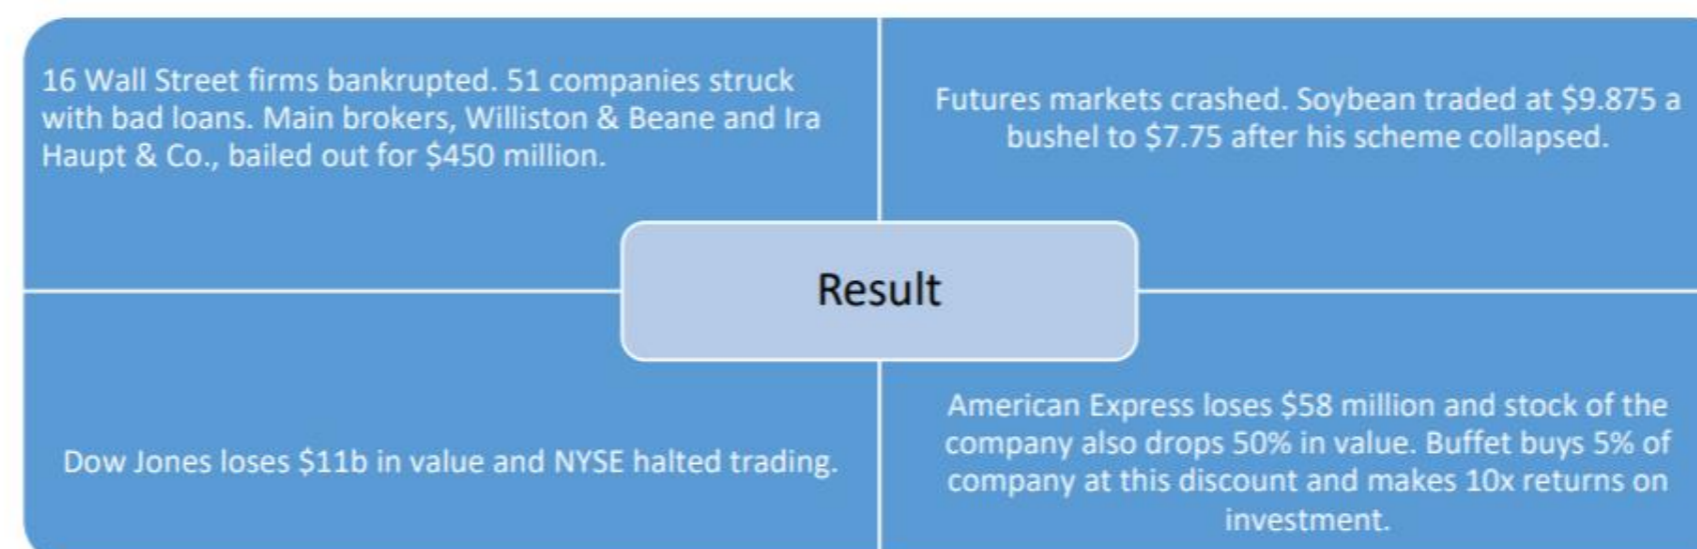 16 Wall Street firms bankrupted. 51 companies struck
with bad loans. Main brokers, Williston & Beane and Ira
Haupt & Co., bailed out for $450 million.
Futures markets crashed. Soybean traded at $9.875 a
bushel to $7.75 after his scheme collapsed.
Result
Dow Jones loses $11b in value and NYSE halted trading.
American Express loses $58 million and stock of the
company also drops 50% in value. Buffet buys 5% of
company at this discount and makes 10x returns on
investment.